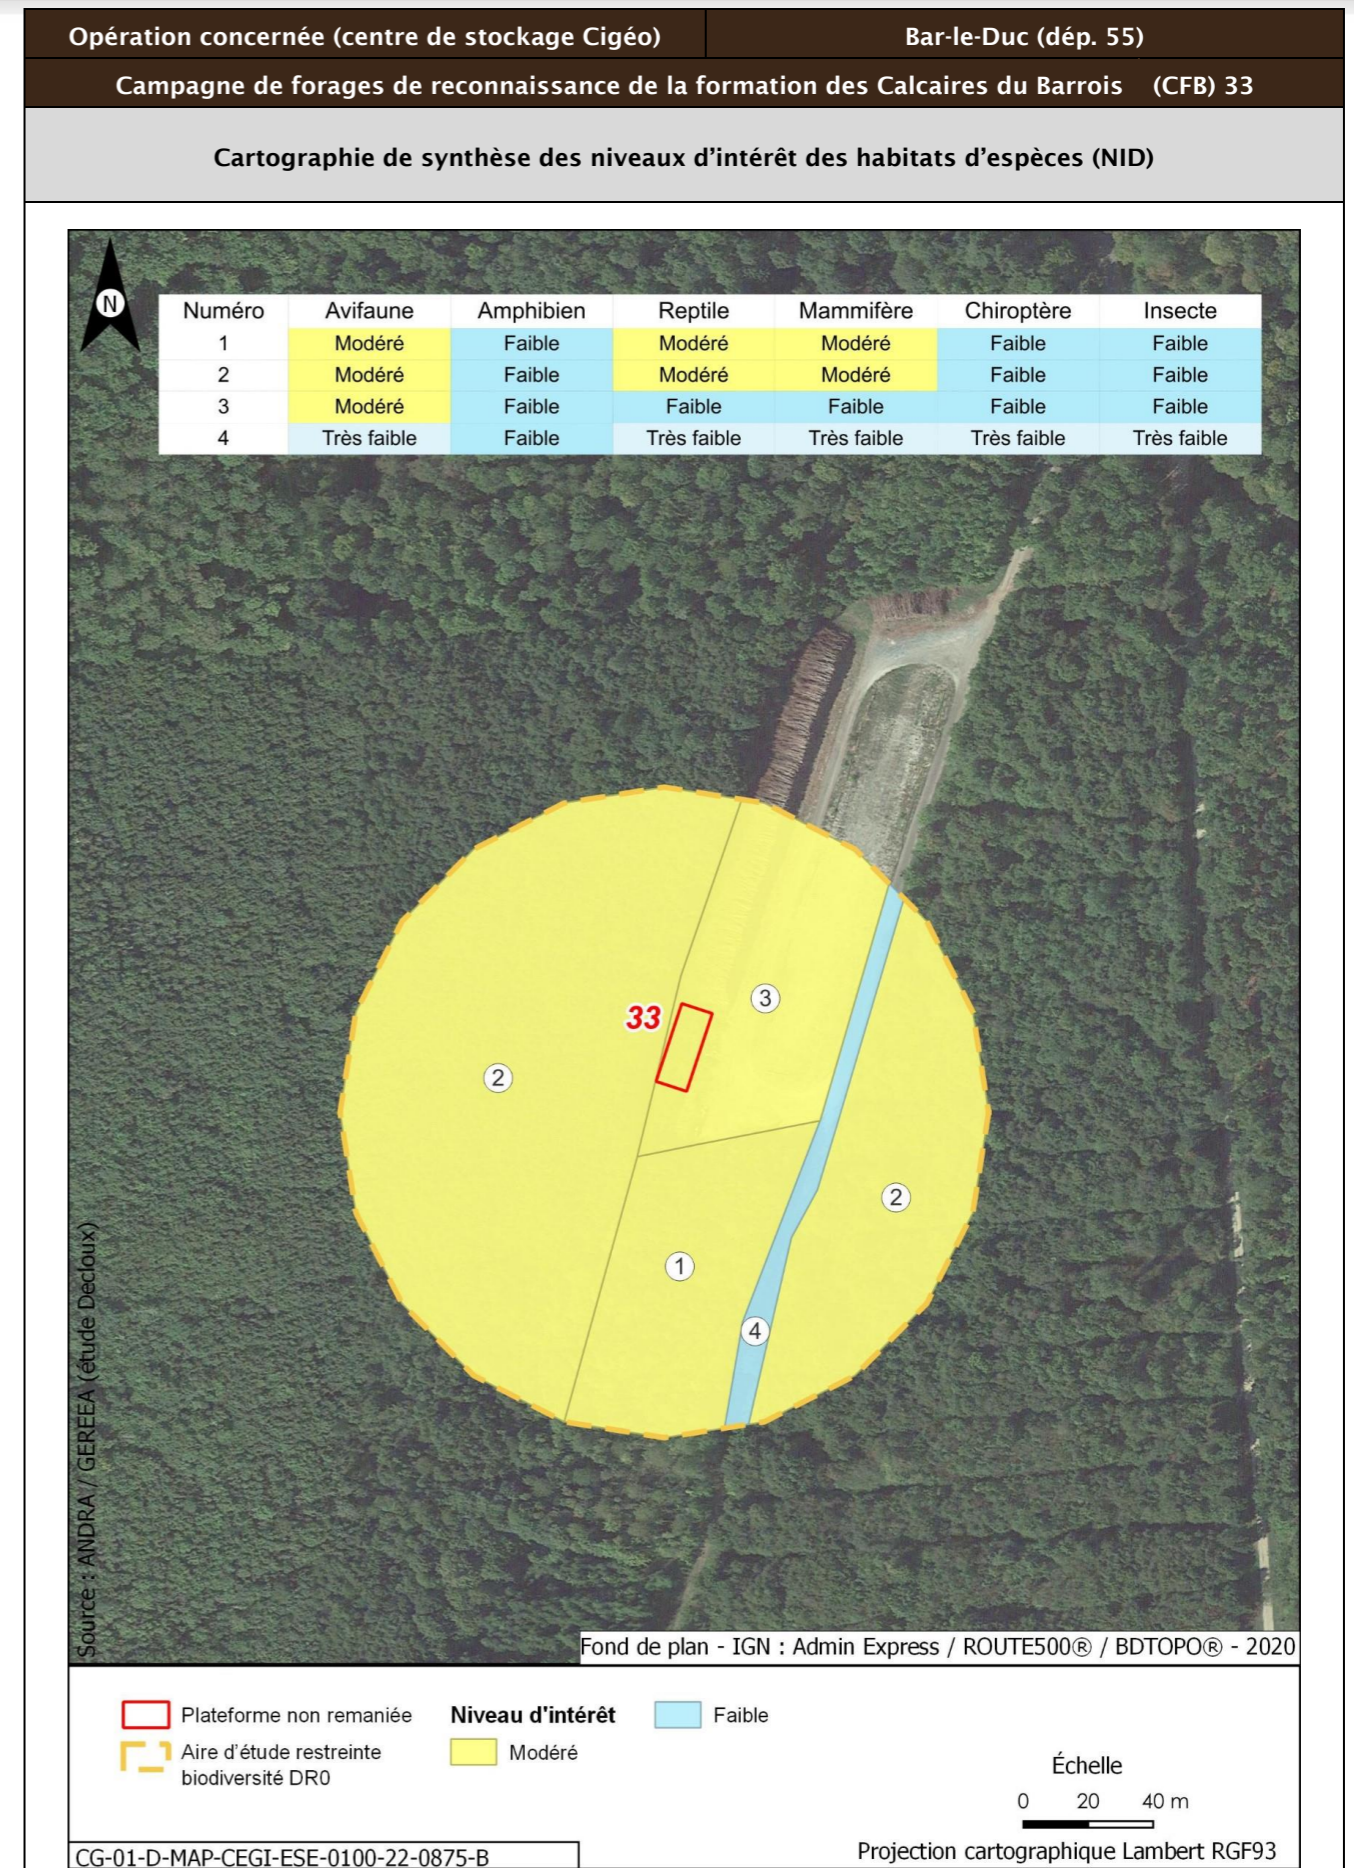 Opération concernée (centre de stockage Cigéo) Bar-le-Duc (dép. 55)
Campagne de forages de reconnaissance de la formation des Calcaires du Barrois (CFB) 33
Cartographie de synthèse des niveaux d'intérêt des habitats d'espèces (NID)
N
Numéro Avifaune Amphibien Reptile Mammifère Chiroptère Insecte
1 Modéré Faible Modéré Modéré Faible Faible
2 Modéré Faible Modéré Modéré Faible Faible
3 Modéré Faible Faible Faible Faible Faible
4 Très faible Faible Très faible Très faible Très faible Très faible
3
33
2
2
1
4
Source : ANDRA / GEREEA (étude Decloux)
Fond de plan - IGN : Admin Express / ROUTE500® / BDTOPO® - 2020
Plateforme non remaniée
Aire d'étude restreinte
biodiversité DR0
Niveau d'intérêt
Modéré
Faible
Échelle
0 20 40 m
Projection cartographique Lambert RGF93
CG-01-D-MAP-CEGI-ESE-0100-22-0875-B